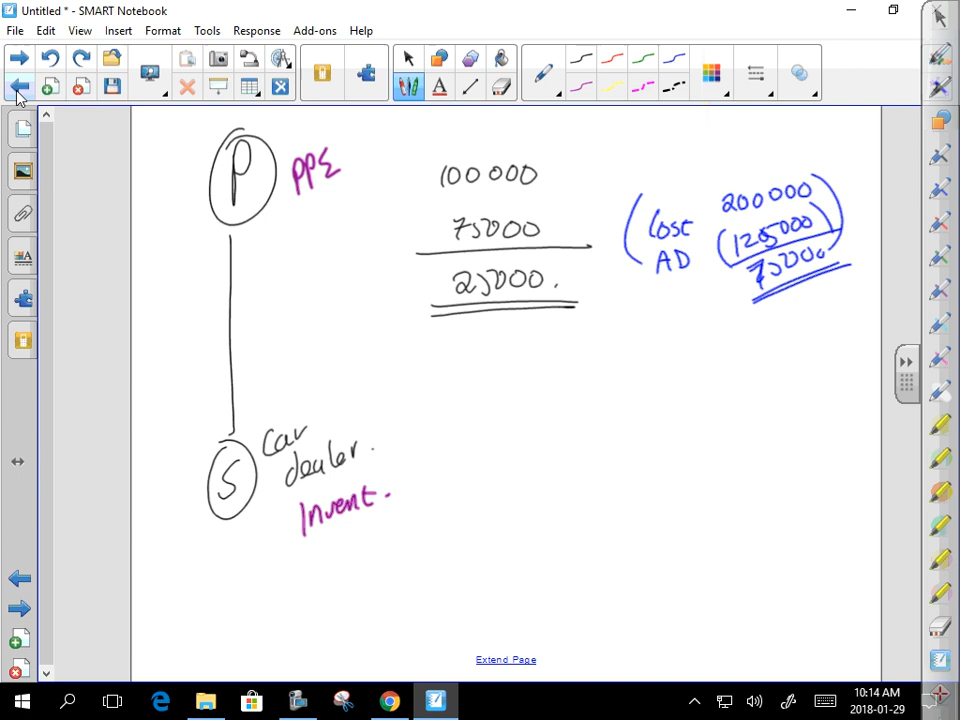 Untitled * - SMART Notebook
File Edit View Insert Format Tools Response Add-ons Help
P
PPE
100 000
75000
25000.
Cost
200000
AD
(125000)
75000
S
Car
dealer.
Invent.
Extend Page
10:14 AM
2018-01-29